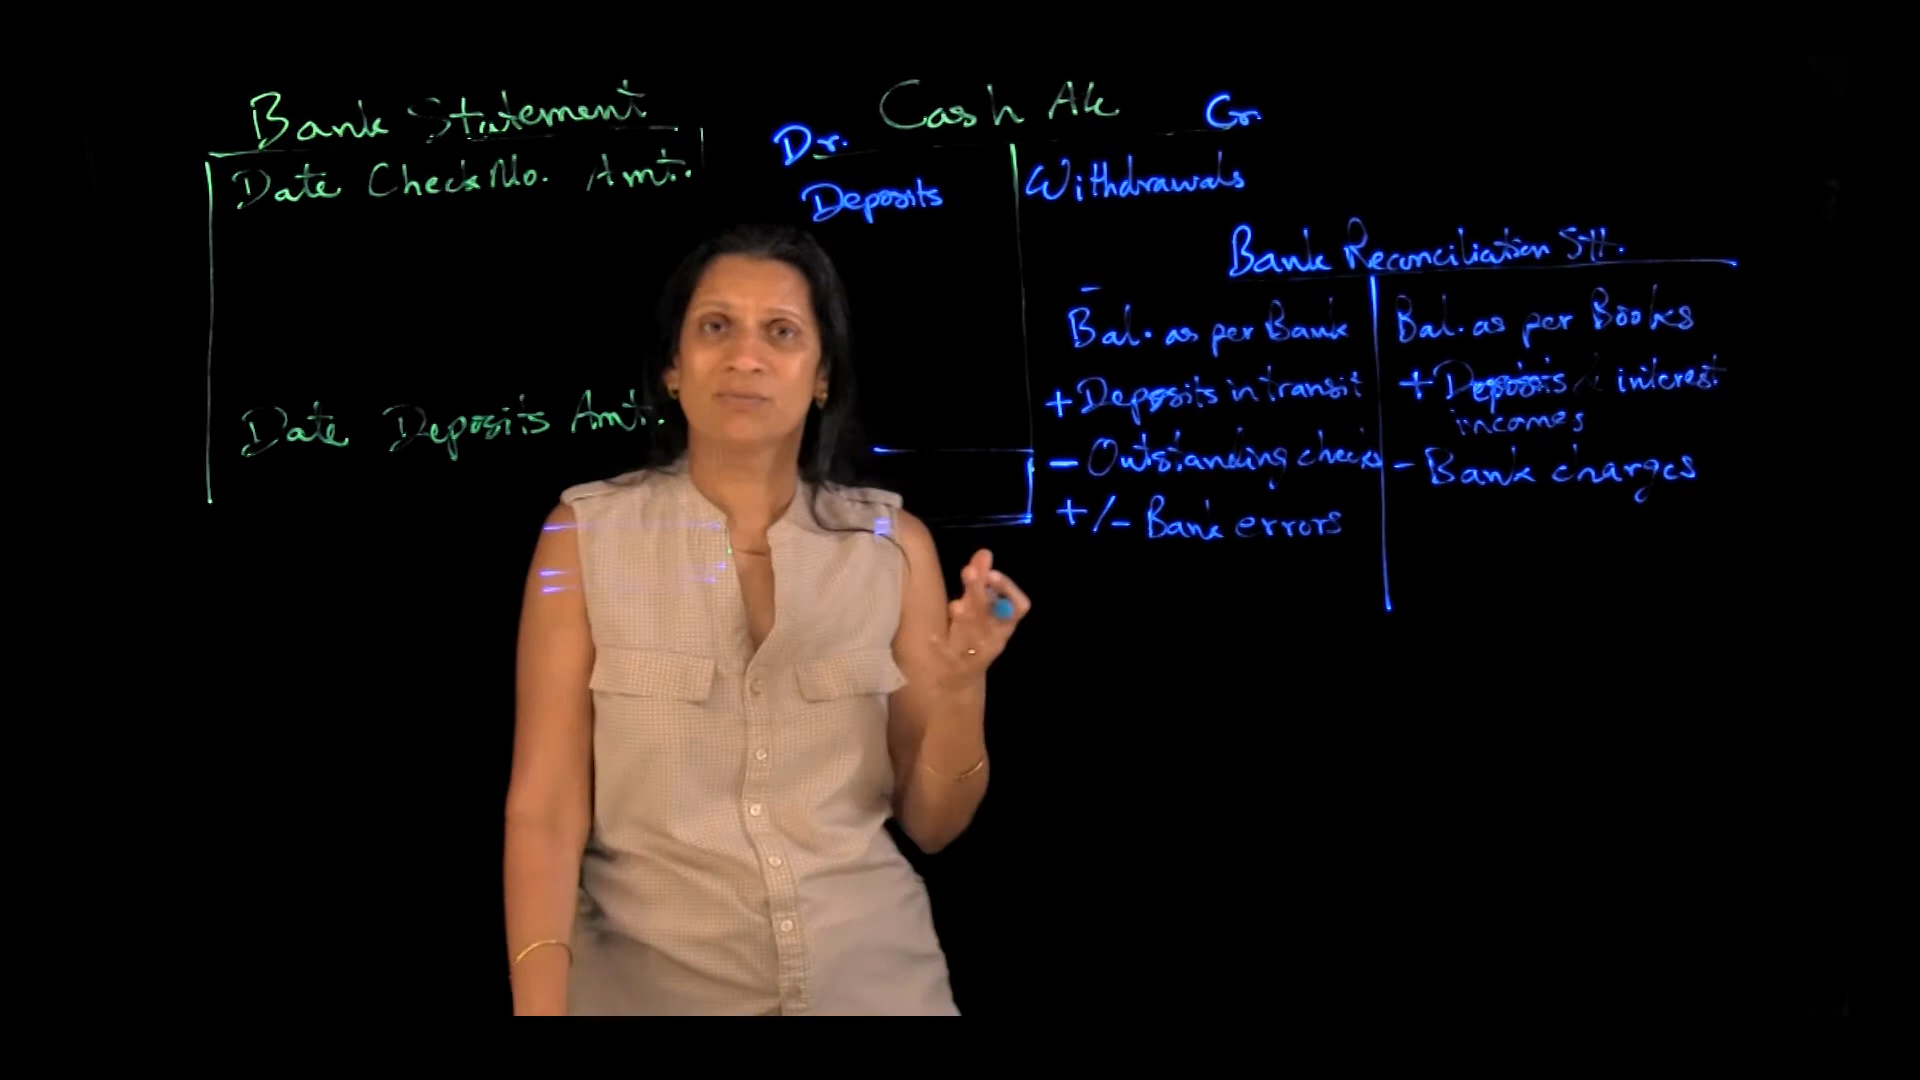 Bank Statement
Date Check No. Amt.
Date Deposits Amt.
Cash A/c
Dr.
Cr.
Deposits
Withdrawals
Bank Reconciliation Stt.
Bal. as per Bank
+ Deposits in transit
- Outstanding checks
+/- Bank errors
Bal. as per Books
+ Deposits & interest
incomes
- Bank charges